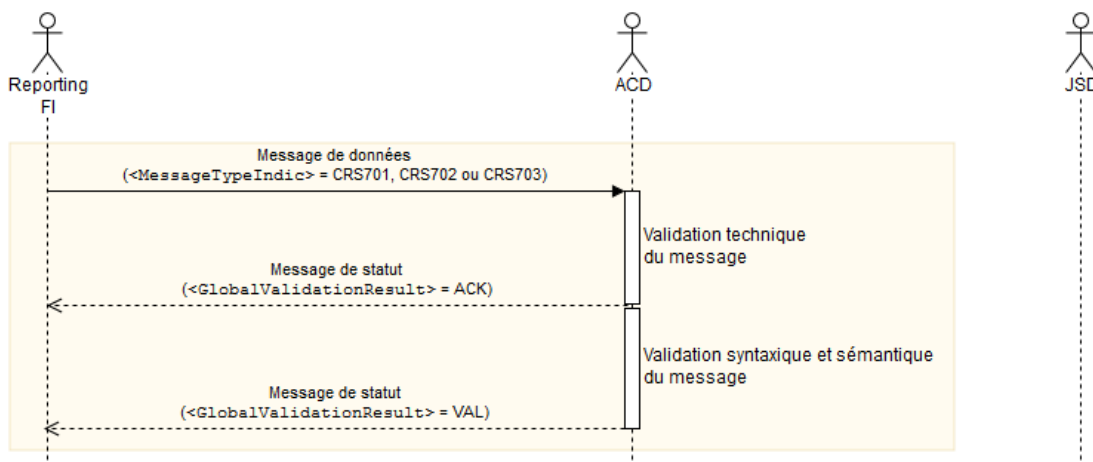 Reporting
FI
ACD
JSD
Message de données
(<MessageTypeIndic> = CRS701, CRS702 ou CRS703)
Validation technique
du message
Message de statut
(<GlobalValidationResult> = ACK)
Validation syntaxique et sémantique
du message
Message de statut
(<GlobalValidationResult> = VAL)